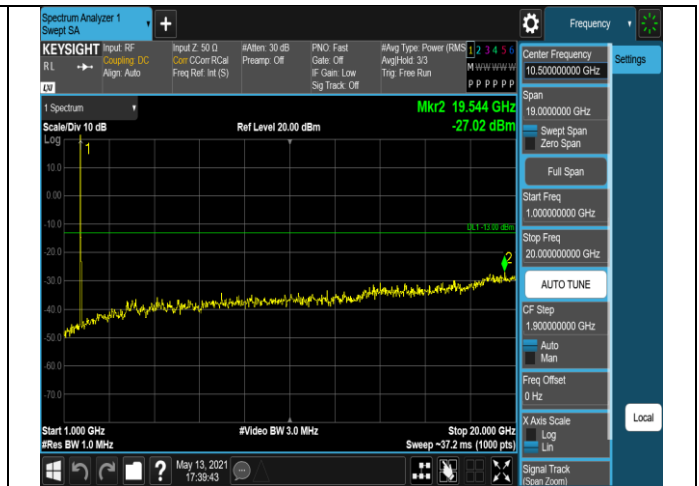 Spectrum Analyzer 1
Swept SA
Frequency
KEYSIGHT
RL
LXI
Input: RF
Coupling: DC
Align: Auto
Input Z: 50 Ω
Corr CCorr RCal
Freq Ref: Int (S)
#Atten: 30 dB
Preamp: Off
PNO: Fast
Gate: Off
IF Gain: Low
Sig Track: Off
#Avg Type: Power (RMS
Avg|Hold: 3/3
Trig: Free Run
1 2 3 4 5 6
M W W W W W
P P P P P P
1 Spectrum
Mkr2 19.544 GHz
Scale/Div 10 dB
Ref Level 20.00 dBm
-27.02 dBm
Log
1
10.0
0.00
-10.0
DL1 -13.00 dBm
-20.0
2
-30.0
-40.0
-50.0
-60.0
-70.0
Start 1.000 GHz
#Video BW 3.0 MHz
Stop 20.000 GHz
#Res BW 1.0 MHz
Sweep ~37.2 ms (1000 pts)
May 13, 2021
17:39:43
?
Center Frequency
10.500000000 GHz
Span
19.0000000 GHz
Swept Span
Zero Span
Full Span
Start Freq
1.000000000 GHz
Stop Freq
20.000000000 GHz
AUTO TUNE
CF Step
1.900000000 GHz
Auto
Man
Freq Offset
0 Hz
X Axis Scale
Log
Lin
Signal Track
(Span Zoom)
Settings
Local